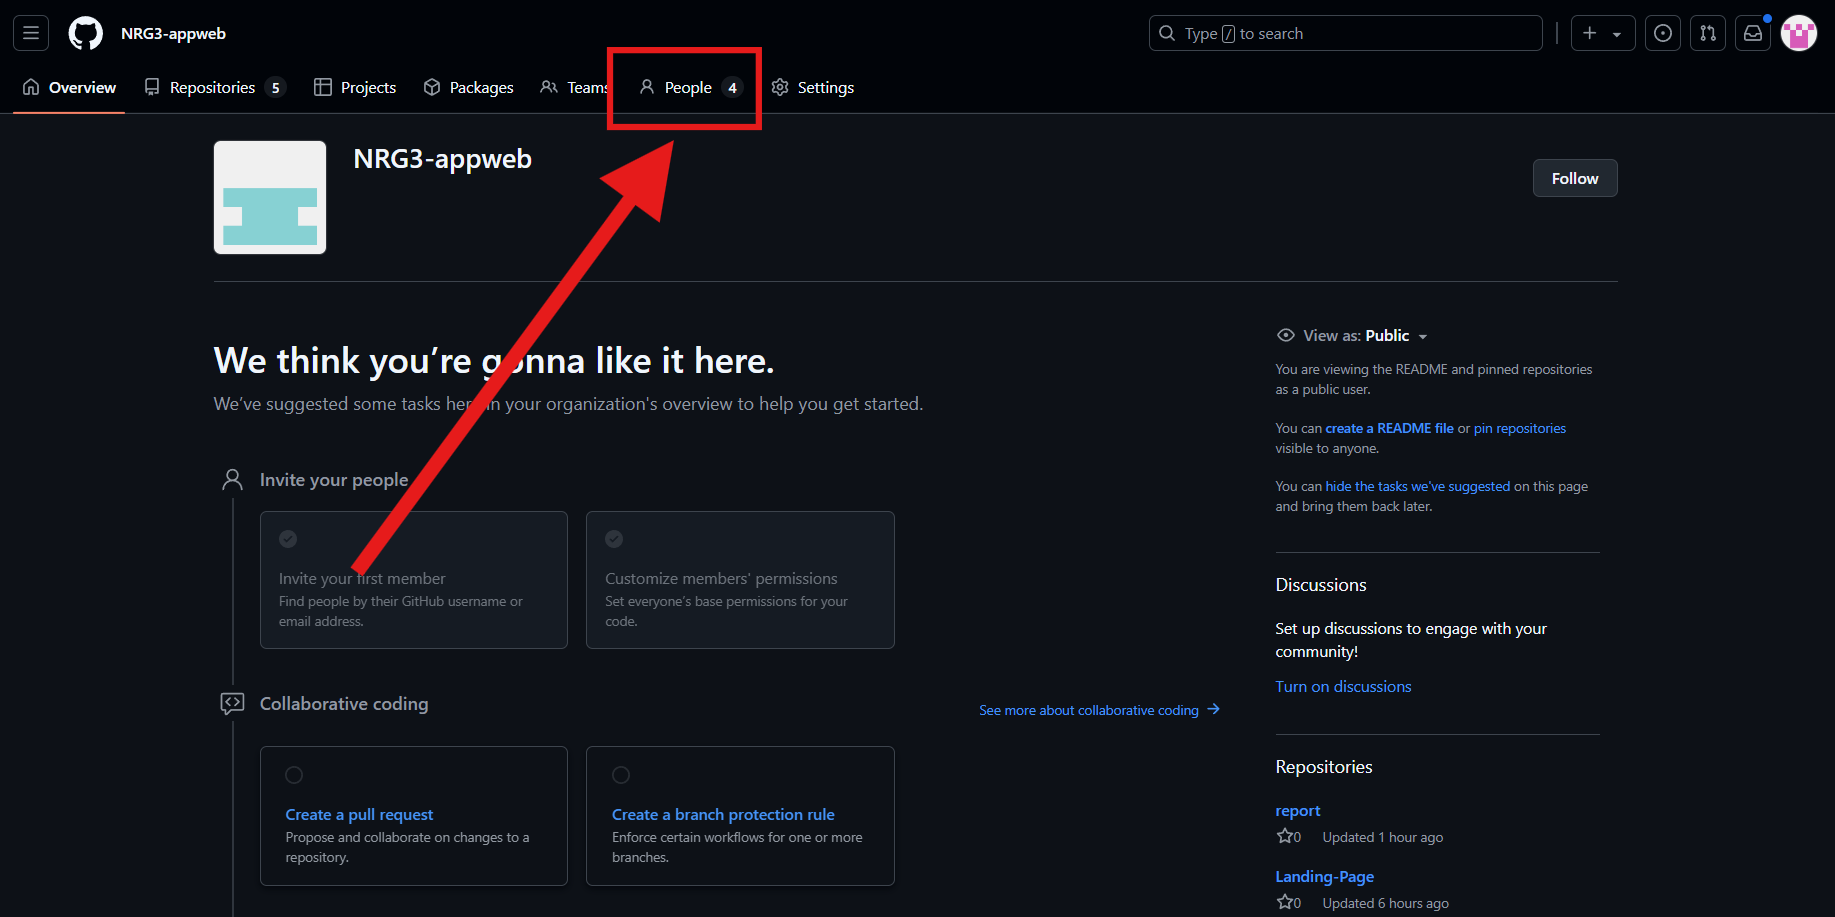 NRG3-appweb
Type / to search
Overview
Repositories 5
Projects
Packages
Teams
People 4
Settings
NRG3-appweb
Follow
We think you're gonna like it here.
We've suggested some tasks here in your organization's overview to help you get started.
Invite your people
Invite your first member
Find people by their GitHub username or
email address.
Customize members' permissions
Set everyone's base permissions for your
code.
Collaborative coding
See more about collaborative coding
Create a pull request
Propose and collaborate on changes to a
repository.
Create a branch protection rule
Enforce certain workflows for one or more
branches.
View as: Public
You are viewing the README and pinned repositories
as a public user.
You can create a README file or pin repositories
visible to anyone.
You can hide the tasks we've suggested on this page
and bring them back later.
Discussions
Set up discussions to engage with your
community!
Turn on discussions
Repositories
report
0 Updated 1 hour ago
Landing-Page
0 Updated 6 hours ago